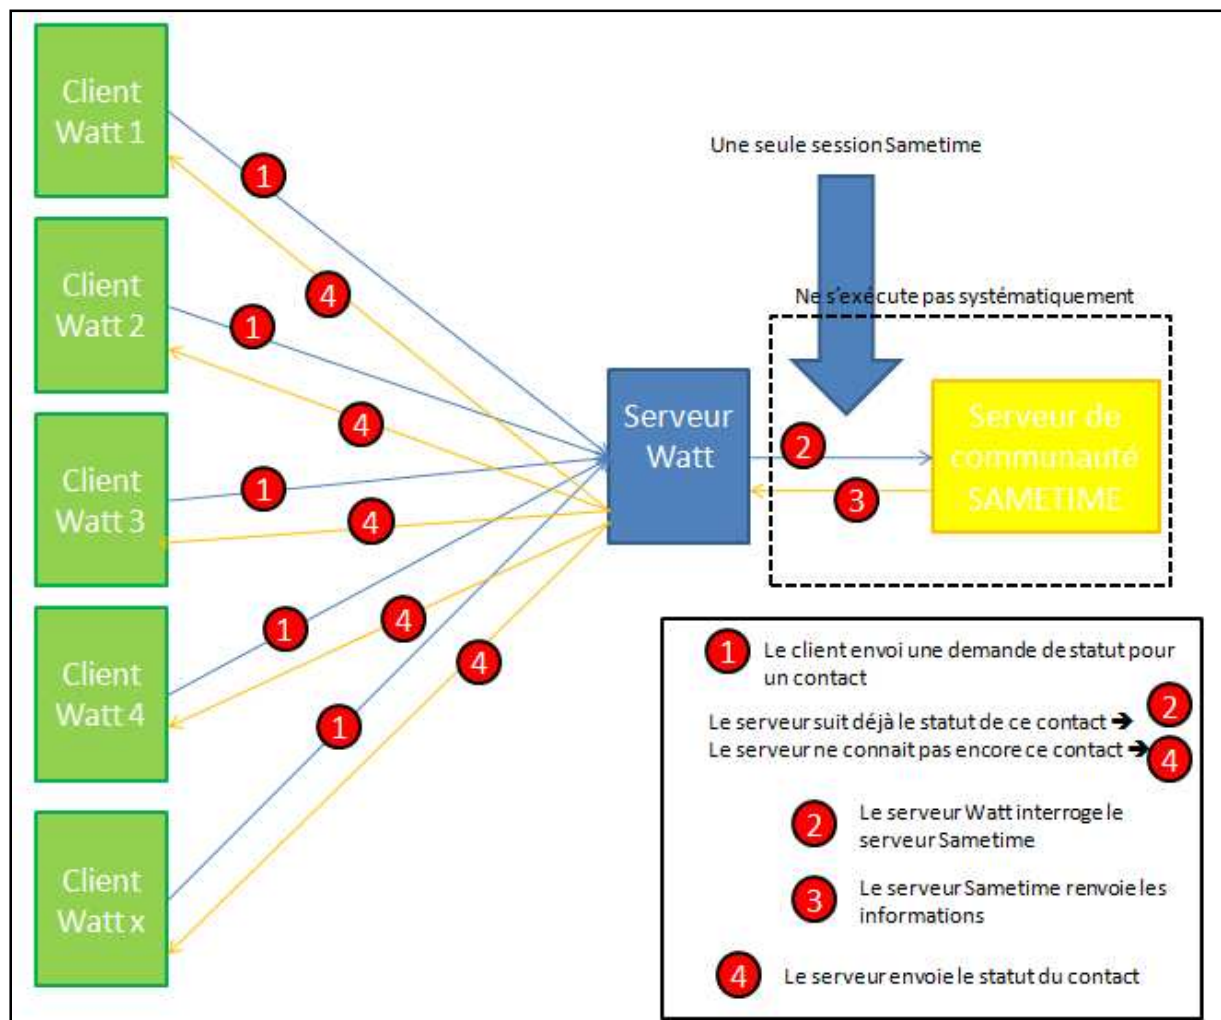 Client
Watt 1
Client
Watt 2
Client
Watt 3
Client
Watt 4
Client
Watt x
1
4
1
4
1
4
1
4
4
1
Une seule session Sametime
Ne s'exécute pas systématiquement
Serveur
Watt
2
3
Serveur de
communauté
SAMETIME
1 Le client envoi une demande de statut pour
un contact
Le serveur suit déjà le statut de ce contact ➔ 2
Le serveur ne connait pas encore ce contact ➔ 4
2 Le serveur Watt interroge le
serveur Sametime
3 Le serveur Sametime renvoie les
informations
4 Le serveur envoie le statut du contact